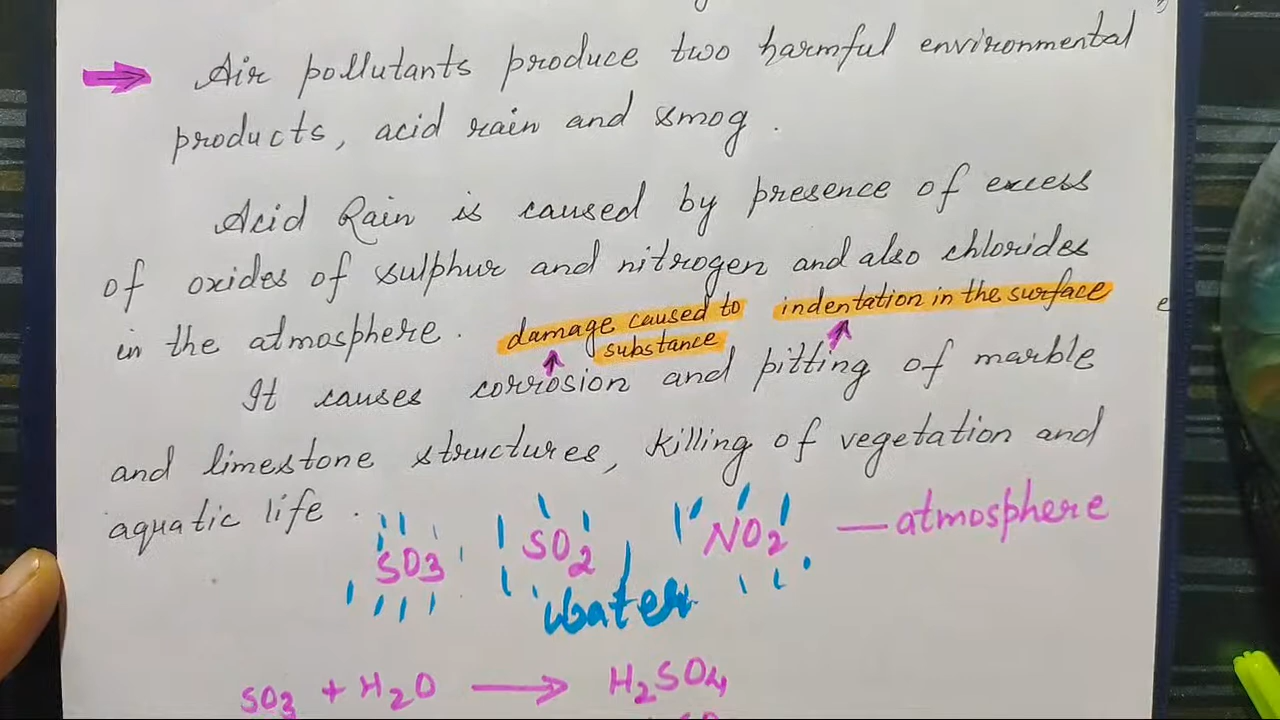 Air pollutants produce two harmful environmental
products, acid rain and smog.
Acid Rain is caused by presence of excess
of oxides of sulphur and nitrogen and also chlorides
in the atmosphere.
damage caused to
substance
indentation in the surface
It causes corrosion and pitting of marble
and limestone structures, killing of vegetation and
aquatic life.
SO3 SO2 NO2 — atmosphere
water
SO3 + H2O → H2SO4